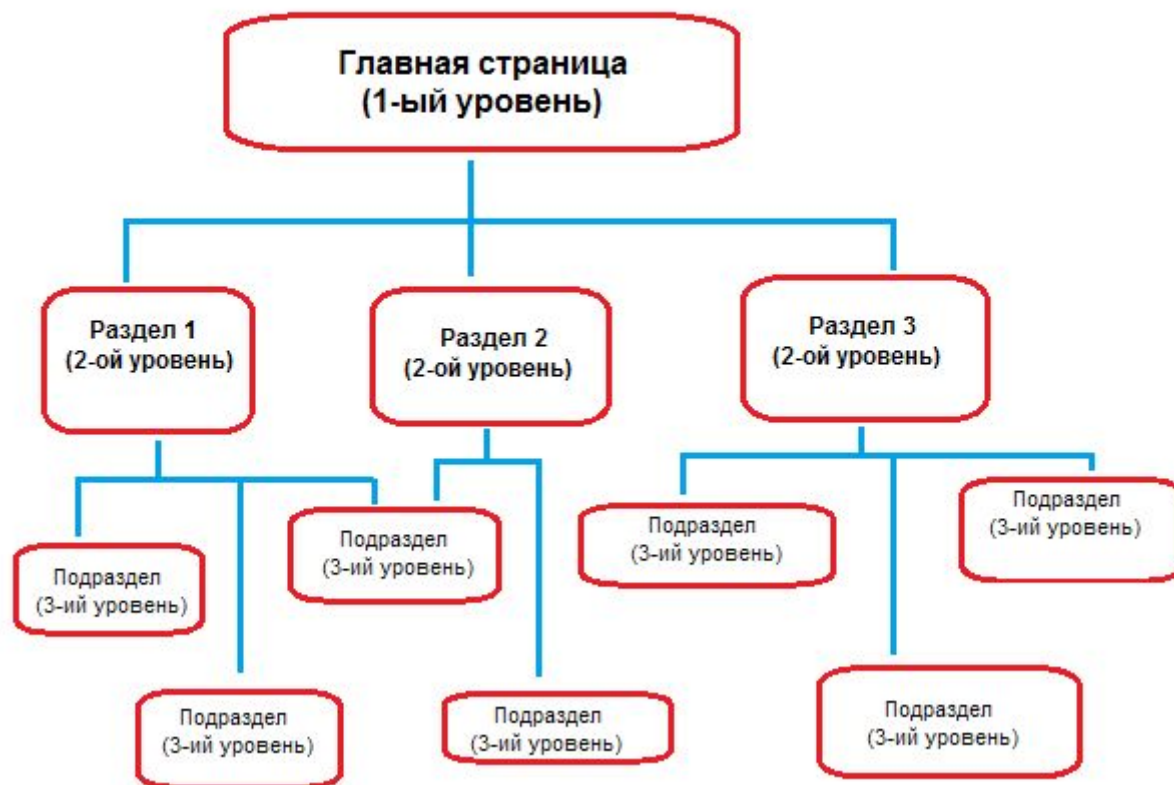 Главная страница
(1-ый уровень)
Раздел 1
(2-ой уровень)
Раздел 2
(2-ой уровень)
Раздел 3
(2-ой уровень)
Подраздел
(3-ий уровень)
Подраздел
(3-ий уровень)
Подраздел
(3-ий уровень)
Подраздел
(3-ий уровень)
Подраздел
(3-ий уровень)
Подраздел
(3-ий уровень)
Подраздел
(3-ий уровень)
Подраздел
(3-ий уровень)